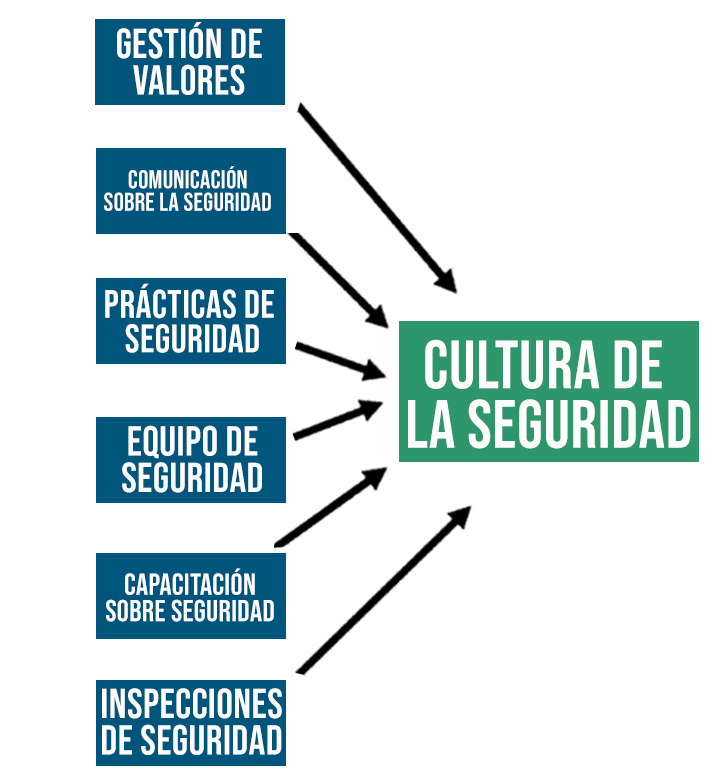 GESTIÓN DE
VALORES
COMUNICACIÓN
SOBRE LA SEGURIDAD
PRÁCTICAS DE
SEGURIDAD
EQUIPO DE
SEGURIDAD
CAPACITACIÓN
SOBRE SEGURIDAD
INSPECCIONES
DE SEGURIDAD
CULTURA DE
LA SEGURIDAD